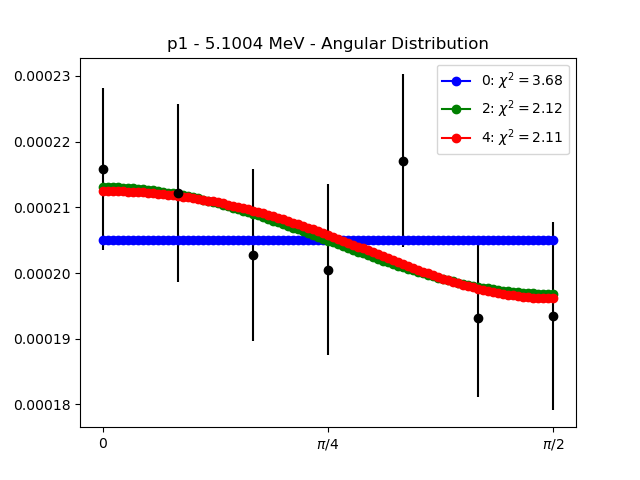 p1 - 5.1004 MeV - Angular Distribution
0.00023
0.00022
0.00021
0.00020
0.00019
0.00018
0: χ² = 3.68
2: χ² = 2.12
4: χ² = 2.11
0
π/4
π/2